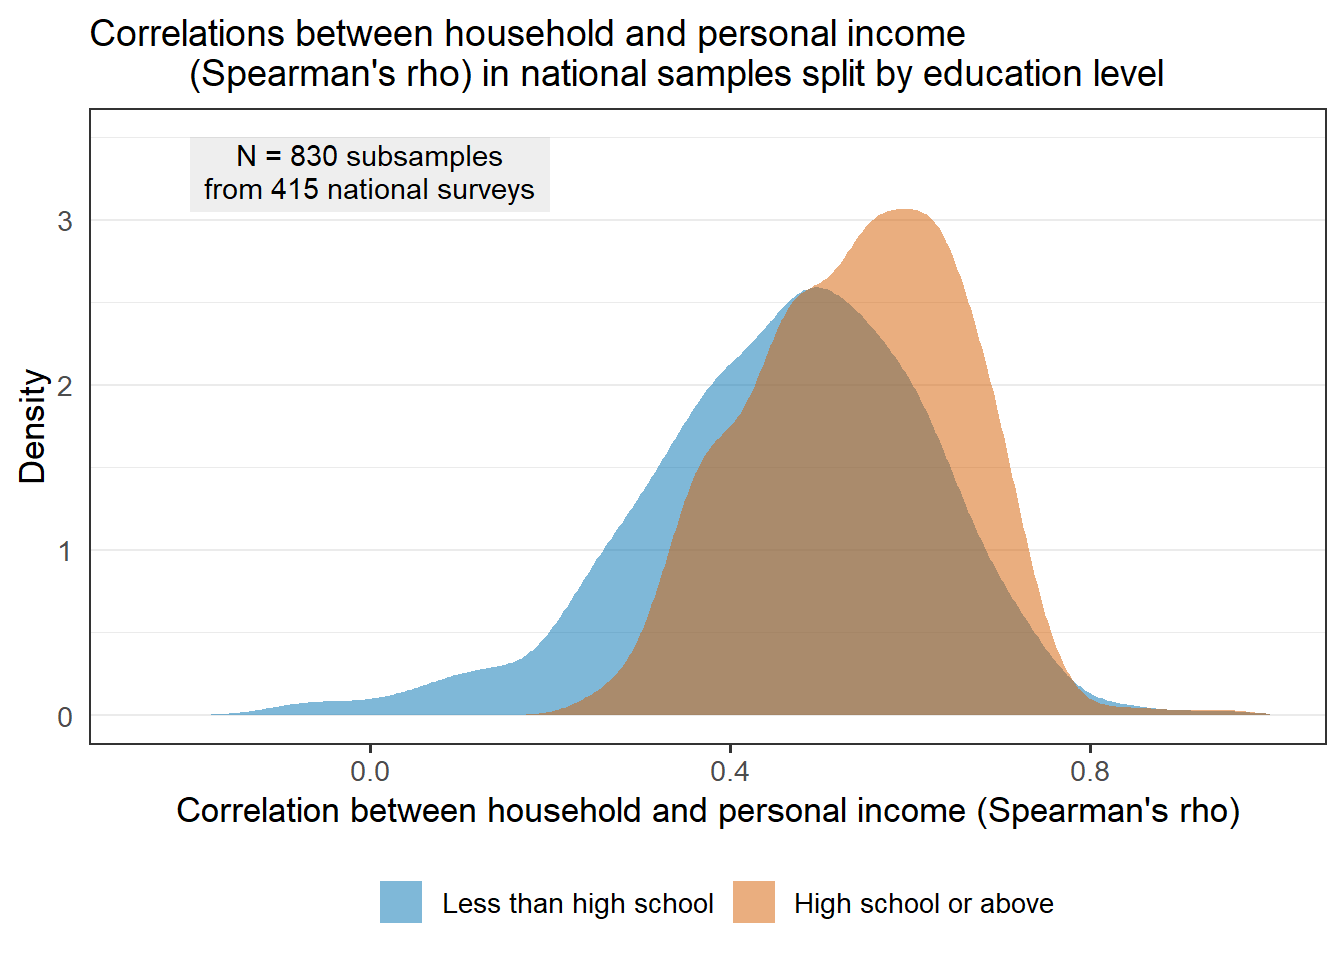 Correlations between household and personal income
(Spearman's rho) in national samples split by education level
N = 830 subsamples
from 415 national surveys
3
2
1
0
Density
0.0 0.4 0.8
Correlation between household and personal income (Spearman's rho)
Less than high school High school or above